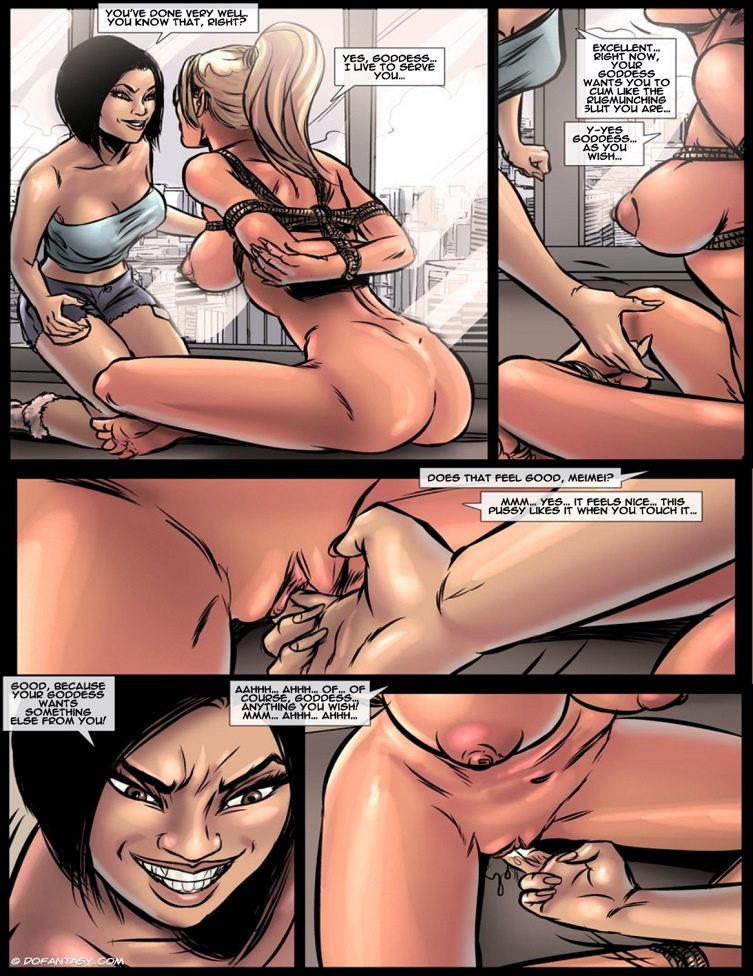 YOU'VE DONE VERY WELL,
YOU KNOW THAT, RIGHT?
YES, GODDESS...
I LIVE TO SERVE
YOU...
EXCELLENT...
RIGHT NOW,
YOUR
GODDESS
WANTS YOU TO
CUM LIKE THE
RUGMUNCHING
SLUT YOU ARE...
Y-YES
GODDESS...
AS YOU
WISH...
DOES THAT FEEL GOOD, MEIMEI?
MMM... YES... IT FEELS NICE... THIS
PUSSY LIKES IT WHEN YOU TOUCH IT...
GOOD, BECAUSE
YOUR GODDESS
WANTS
SOMETHING
ELSE FROM YOU!
AAHHH... AHHH... OF... OF
COURSE, GODDESS...
ANYTHING YOU WISH!
MMM... AHHH... AHHH...
© DOFANTASY.COM